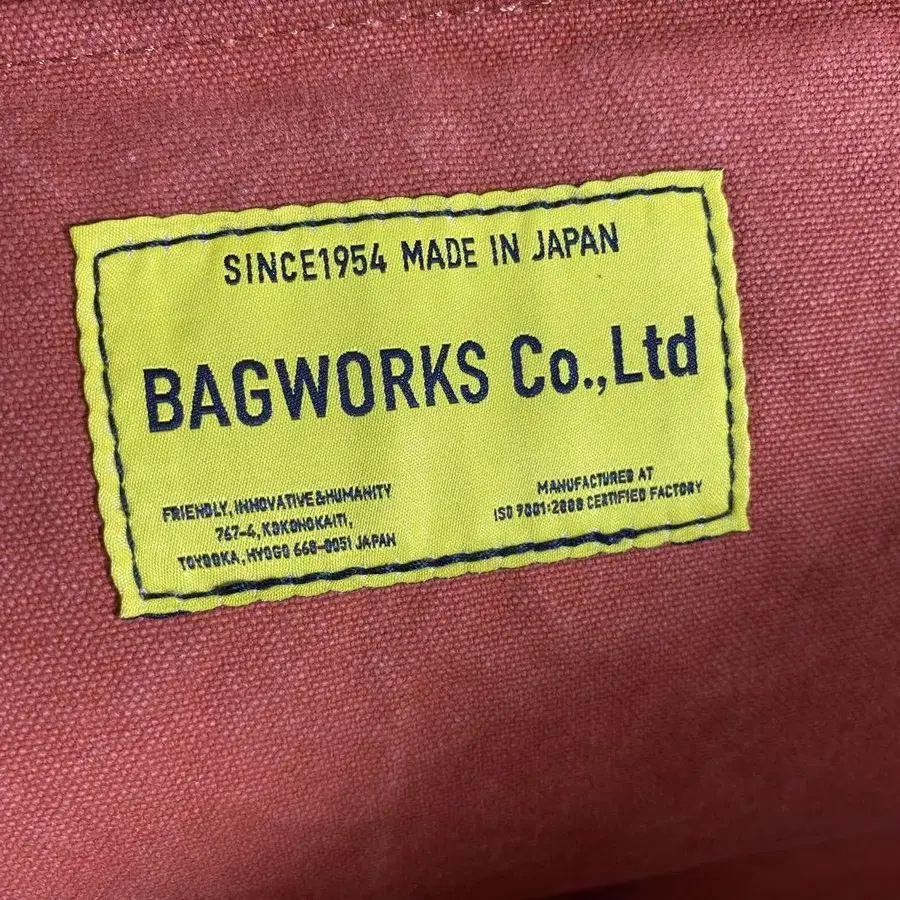 SINCE1954 MADE IN JAPAN
BAGWORKS Co.,Ltd
FRIENDLY, INNOVATIVE&HUMANITY
767-4, KOKONOKAITI,
TOYOOKA, HYOGO 668-0051 JAPAN
MANUFACTURED AT
ISO 9001:2000 CERTIFIED FACTORY